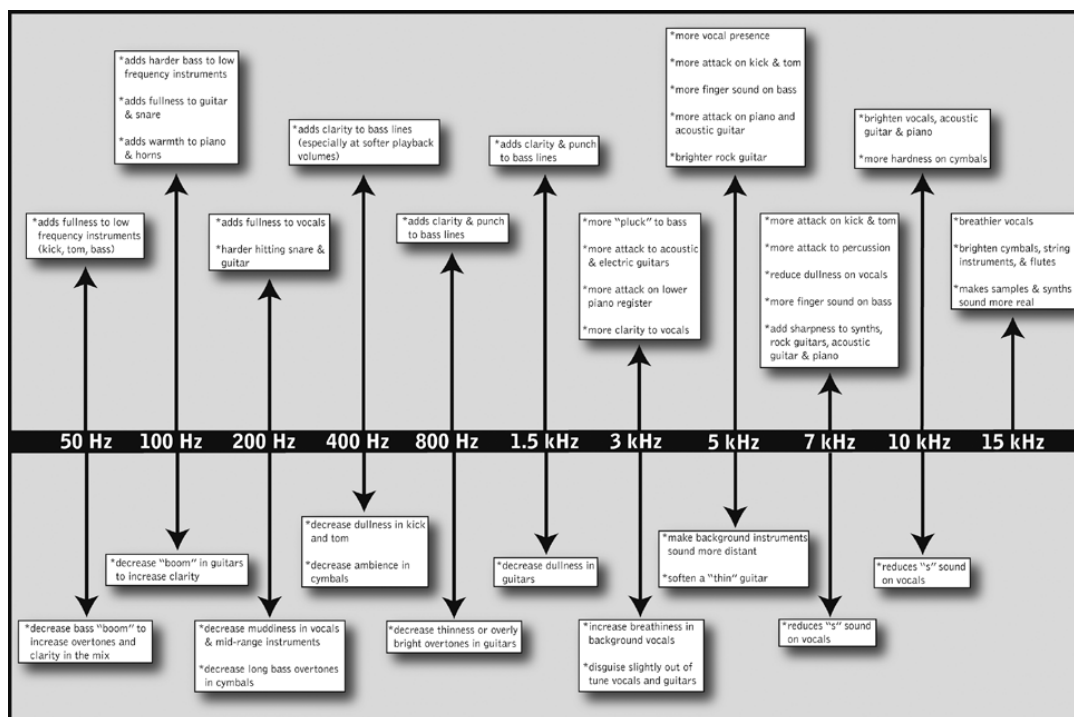 *adds harder bass to low
frequency instruments
*adds fullness to guitar
& snare
*adds warmth to piano
& horns
*adds clarity to bass lines
(especially at softer playback
volumes)
*adds clarity & punch
to bass lines
*more vocal presence
*more attack on kick & tom
*more finger sound on bass
*more attack on piano and
acoustic guitar
*brighter rock guitar
*brighten vocals, acoustic
guitar & piano
*more hardness on cymbals
*adds fullness to low
frequency instruments
(kick, tom, bass)
*adds fullness to vocals
*harder hitting snare &
guitar
*adds clarity & punch
to bass lines
*more "pluck" to bass
*more attack to acoustic
& electric guitars
*more attack on lower
piano register
*more clarity to vocals
*more attack on kick & tom
*more attack to percussion
*reduce dullness on vocals
*more finger sound on bass
*add sharpness to synths,
rock guitars, acoustic
guitar & piano
*breathier vocals
*brighten cymbals, string
instruments, & flutes
*makes samples & synths
sound more real
50 Hz 100 Hz 200 Hz 400 Hz 800 Hz 1.5 kHz 3 kHz 5 kHz 7 kHz 10 kHz 15 kHz
*decrease "boom" in guitars
to increase clarity
*decrease dullness in kick
and tom
*decrease ambience in
cymbals
*decrease dullness in
guitars
*make background instruments
sound more distant
*soften a "thin" guitar
*reduces "s" sound
on vocals
*decrease bass "boom" to
increase overtones and
clarity in the mix
*decrease muddiness in vocals
& mid-range instruments
*decrease long bass overtones
in cymbals
*decrease thinness or overly
bright overtones in guitars
*increase breathiness in
background vocals
*disguise slightly out of
tune vocals and guitars
*reduces "s" sound
on vocals